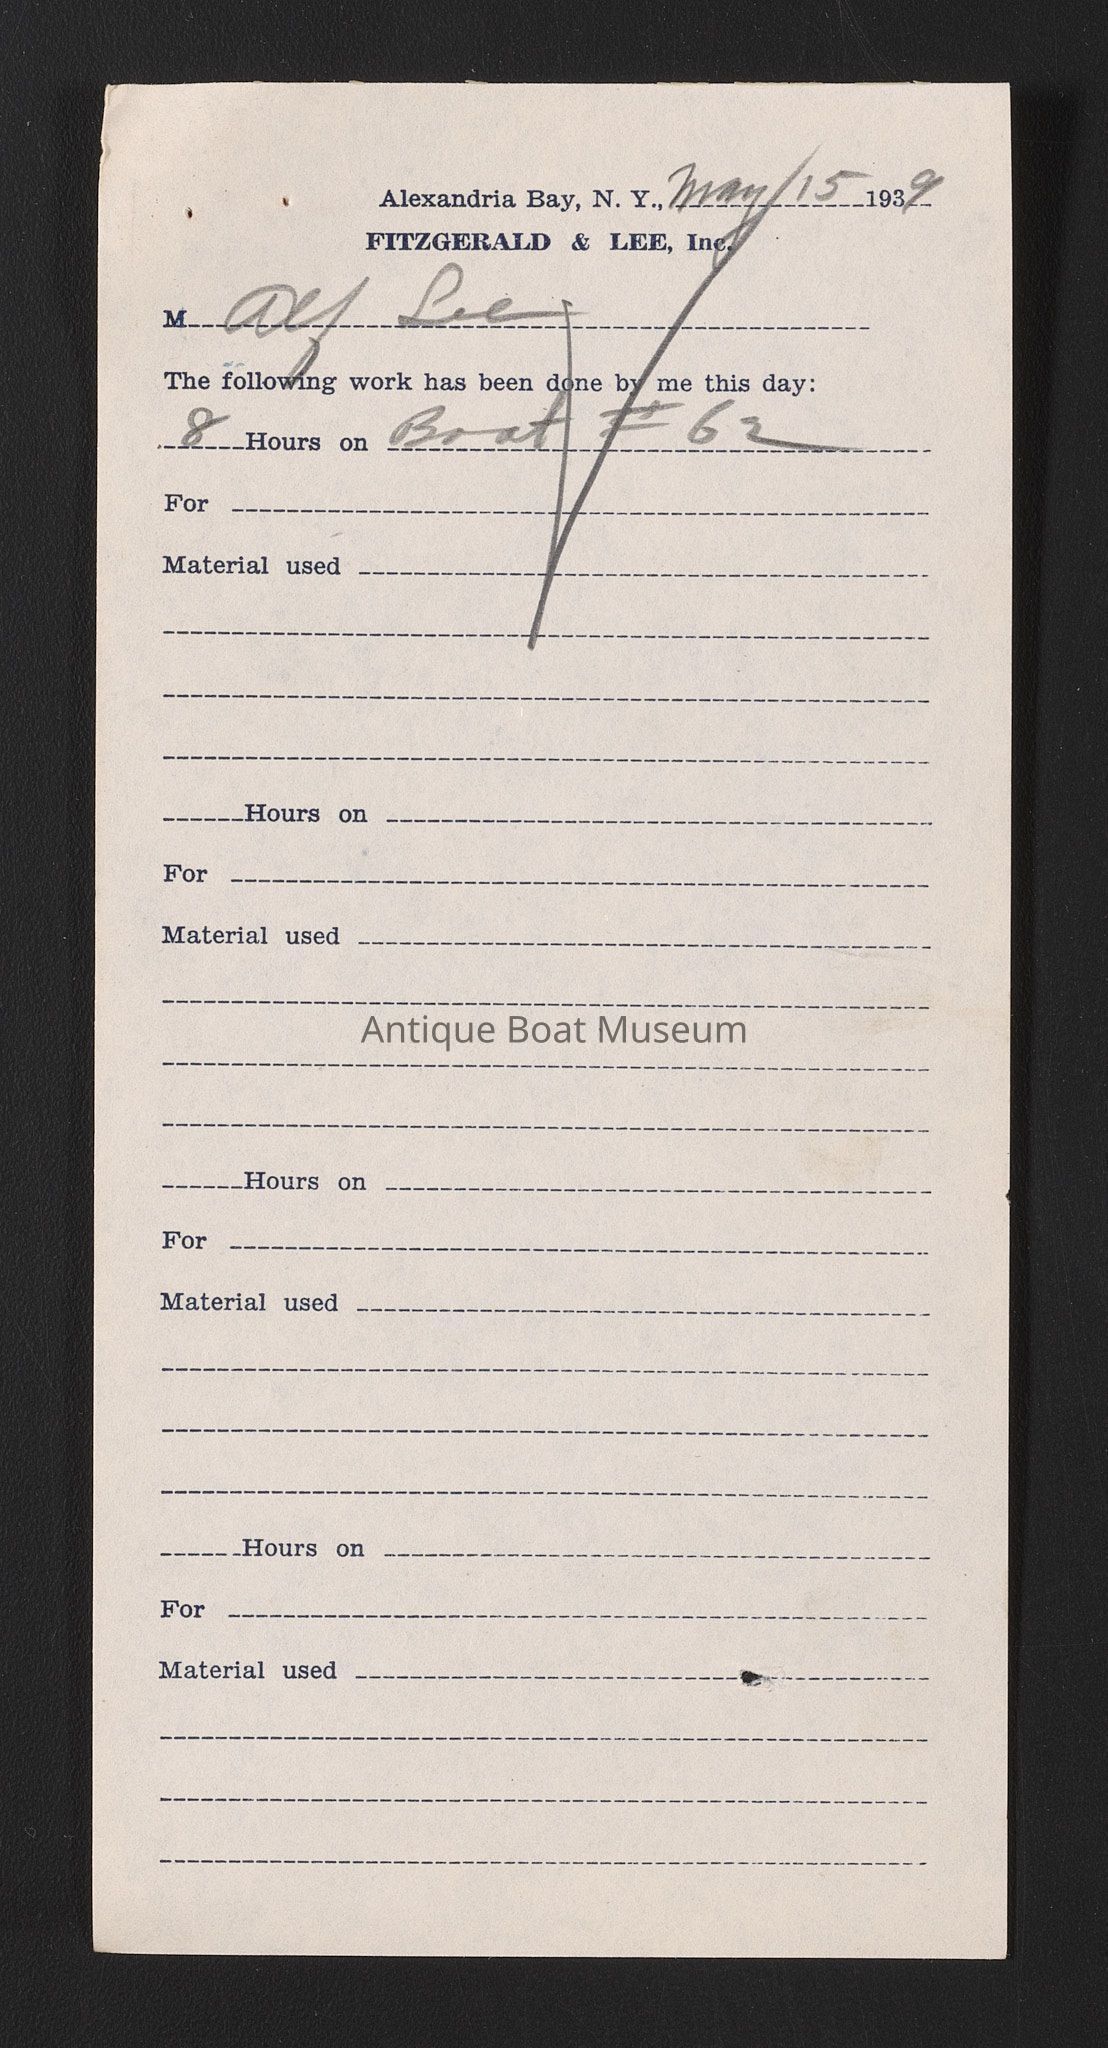 Alexandria Bay, N. Y., May 15 1939
FITZGERALD & LEE, Inc.
M Alf Lee
The following work has been done by me this day:
8 Hours on Boat # 62
For
Material used
Hours on
For
Material used
Antique Boat Museum
Hours on
For
Material used
Hours on
For
Material used